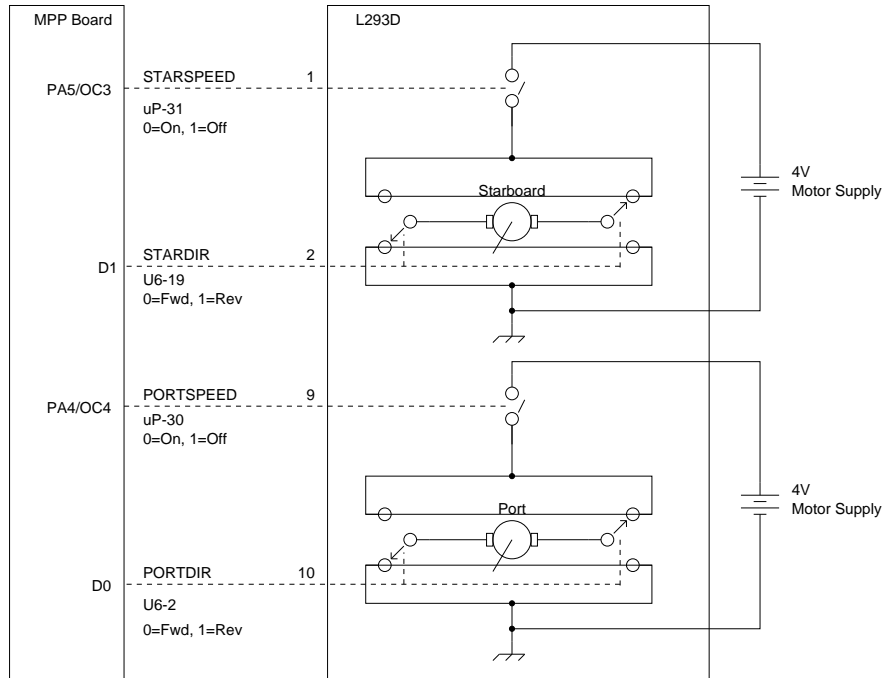 MPP Board
L293D
PA5/OC3
STARSPEED
1
uP-31
0=On, 1=Off
Starboard
4V
Motor Supply
D1
STARDIR
2
U6-19
0=Fwd, 1=Rev
PA4/OC4
PORTSPEED
9
uP-30
0=On, 1=Off
Port
4V
Motor Supply
D0
PORTDIR
10
U6-2
0=Fwd, 1=Rev